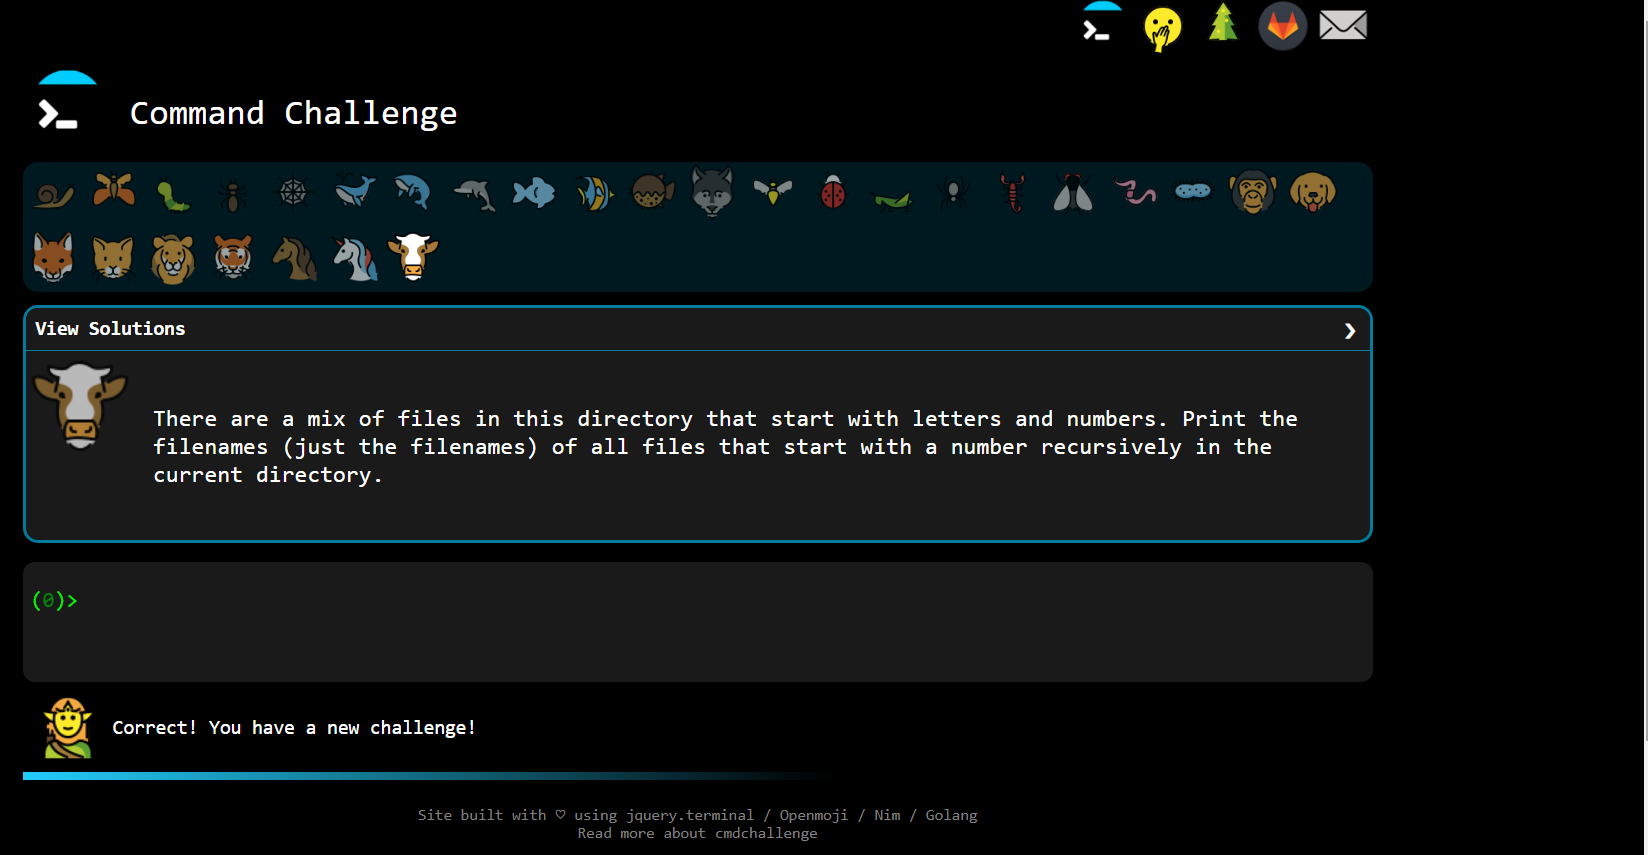 Command Challenge
View Solutions
There are a mix of files in this directory that start with letters and numbers. Print the
filenames (just the filenames) of all files that start with a number recursively in the
current directory.
(0)>
Correct! You have a new challenge!
Site built with ♡ using jquery.terminal / Openmoji / Nim / Golang
Read more about cmdchallenge